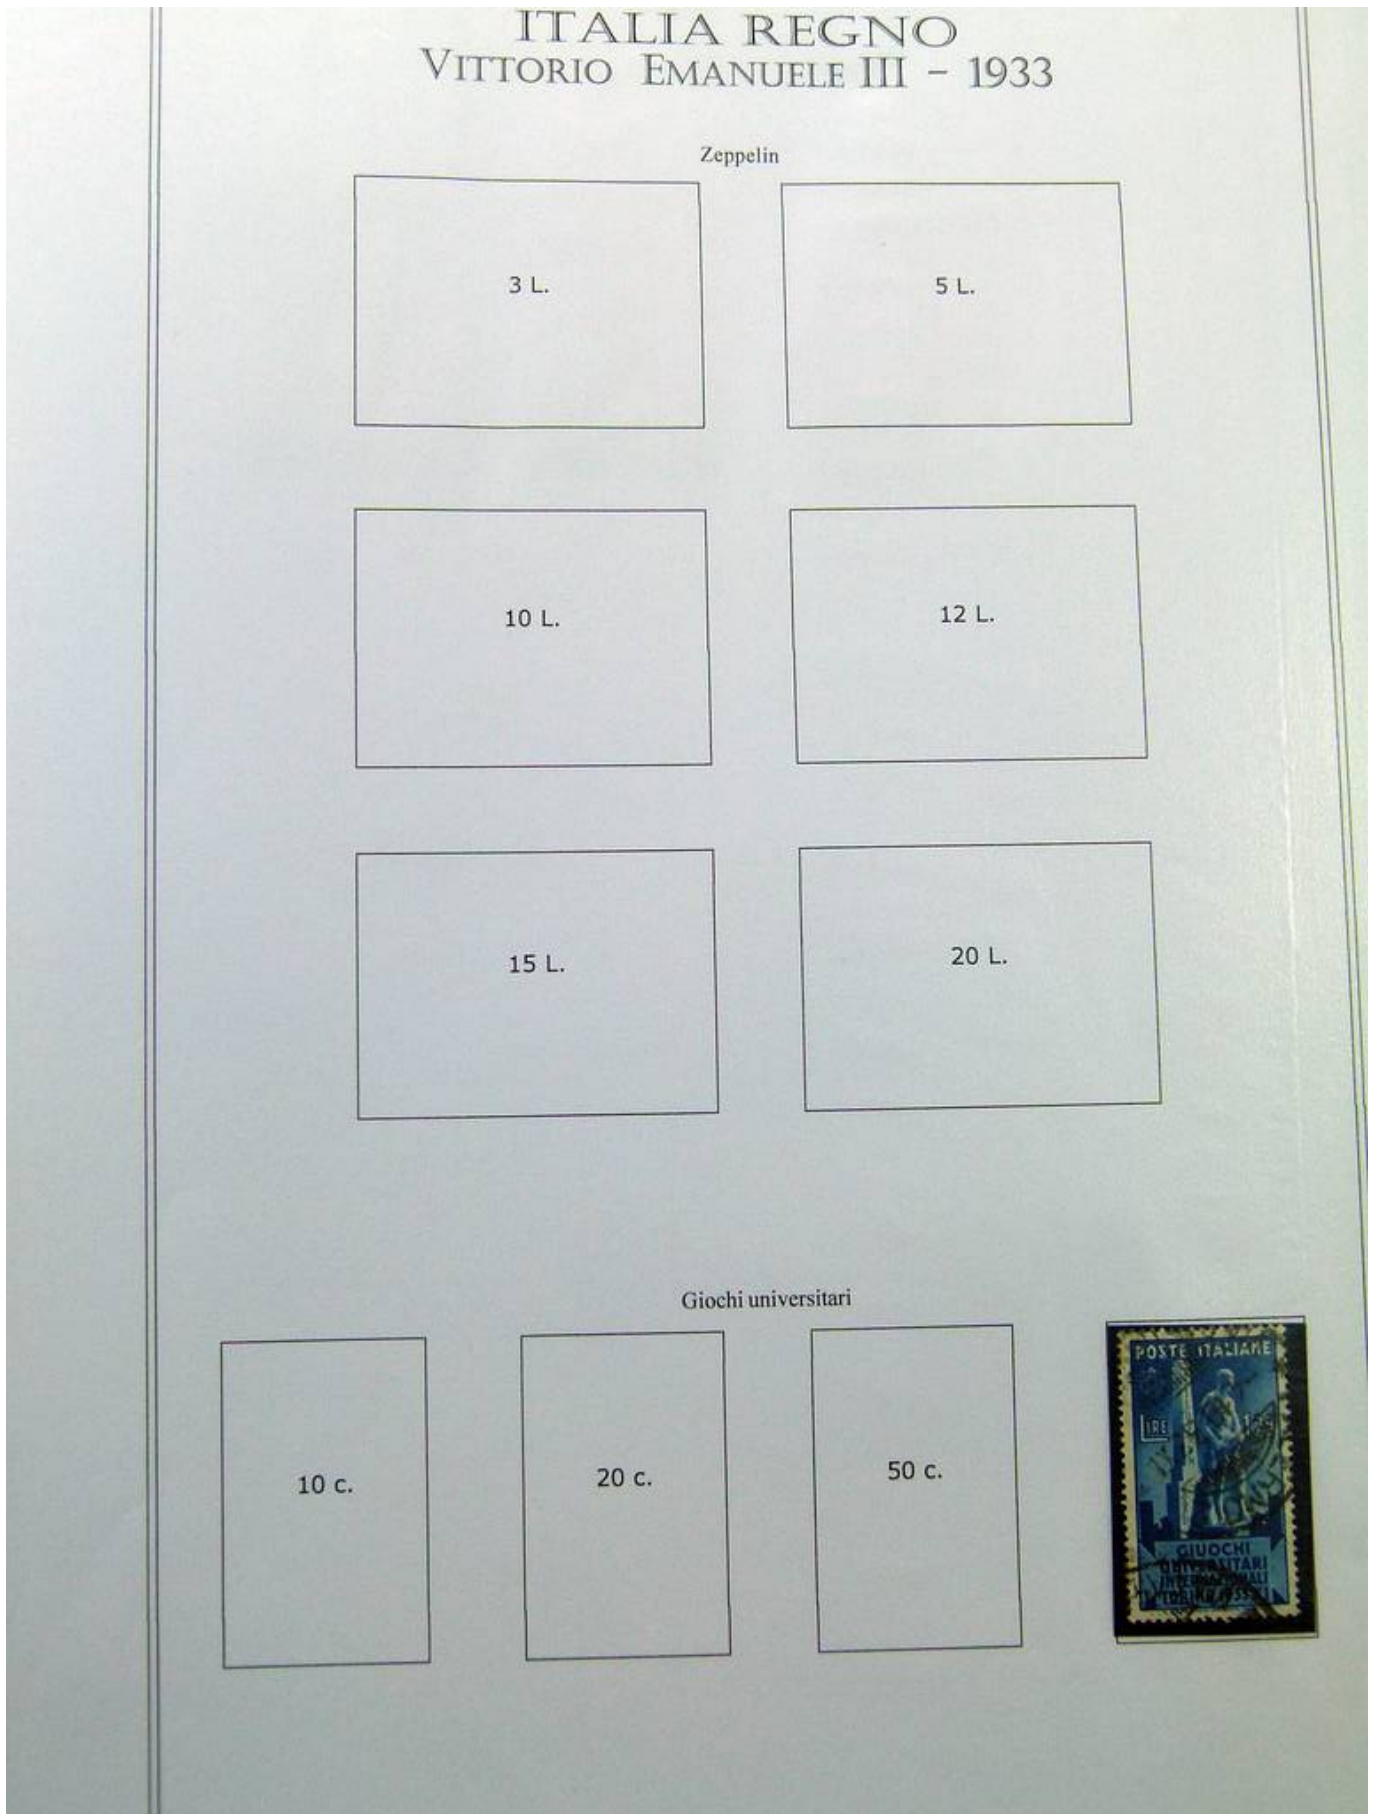 ITALIA REGNO
VITTORIO EMANUELE III – 1933
Zeppelin
3 L.
5 L.
10 L.
12 L.
15 L.
20 L.
Giochi universitari
10 c.
20 c.
50 c.
POSTE ITALIANE
LIRE
GIUOCHI
UNIVERSITARI